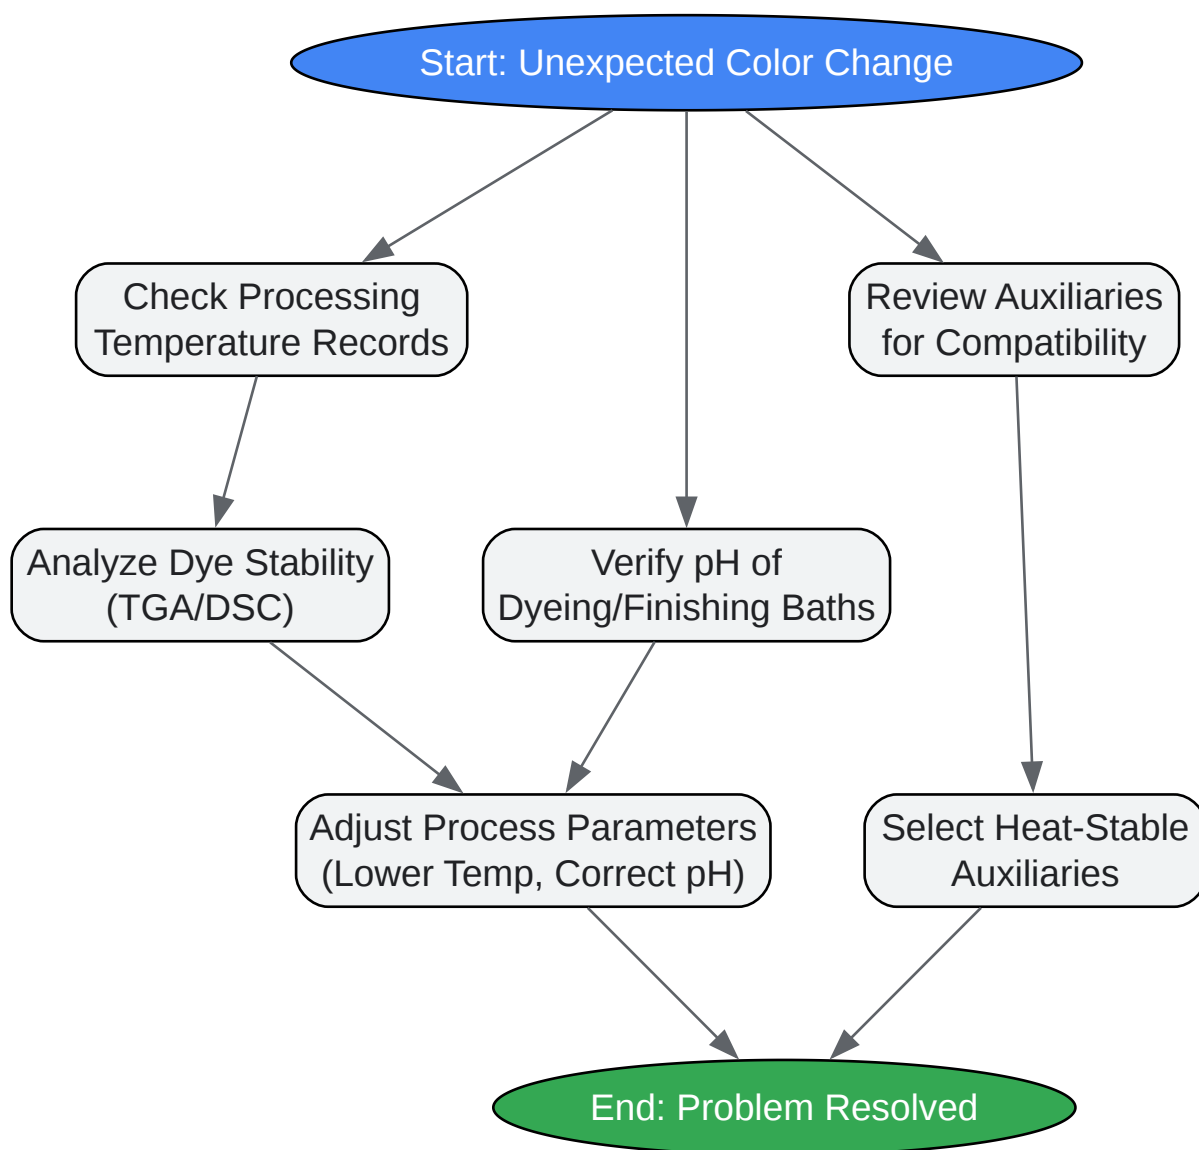 Start: Unexpected Color Change
Check Processing
Temperature Records
Review Auxiliaries
for Compatibility
Analyze Dye Stability
(TGA/DSC)
Verify pH of
Dyeing/Finishing Baths
Adjust Process Parameters
(Lower Temp, Correct pH)
Select Heat-Stable
Auxiliaries
End: Problem Resolved